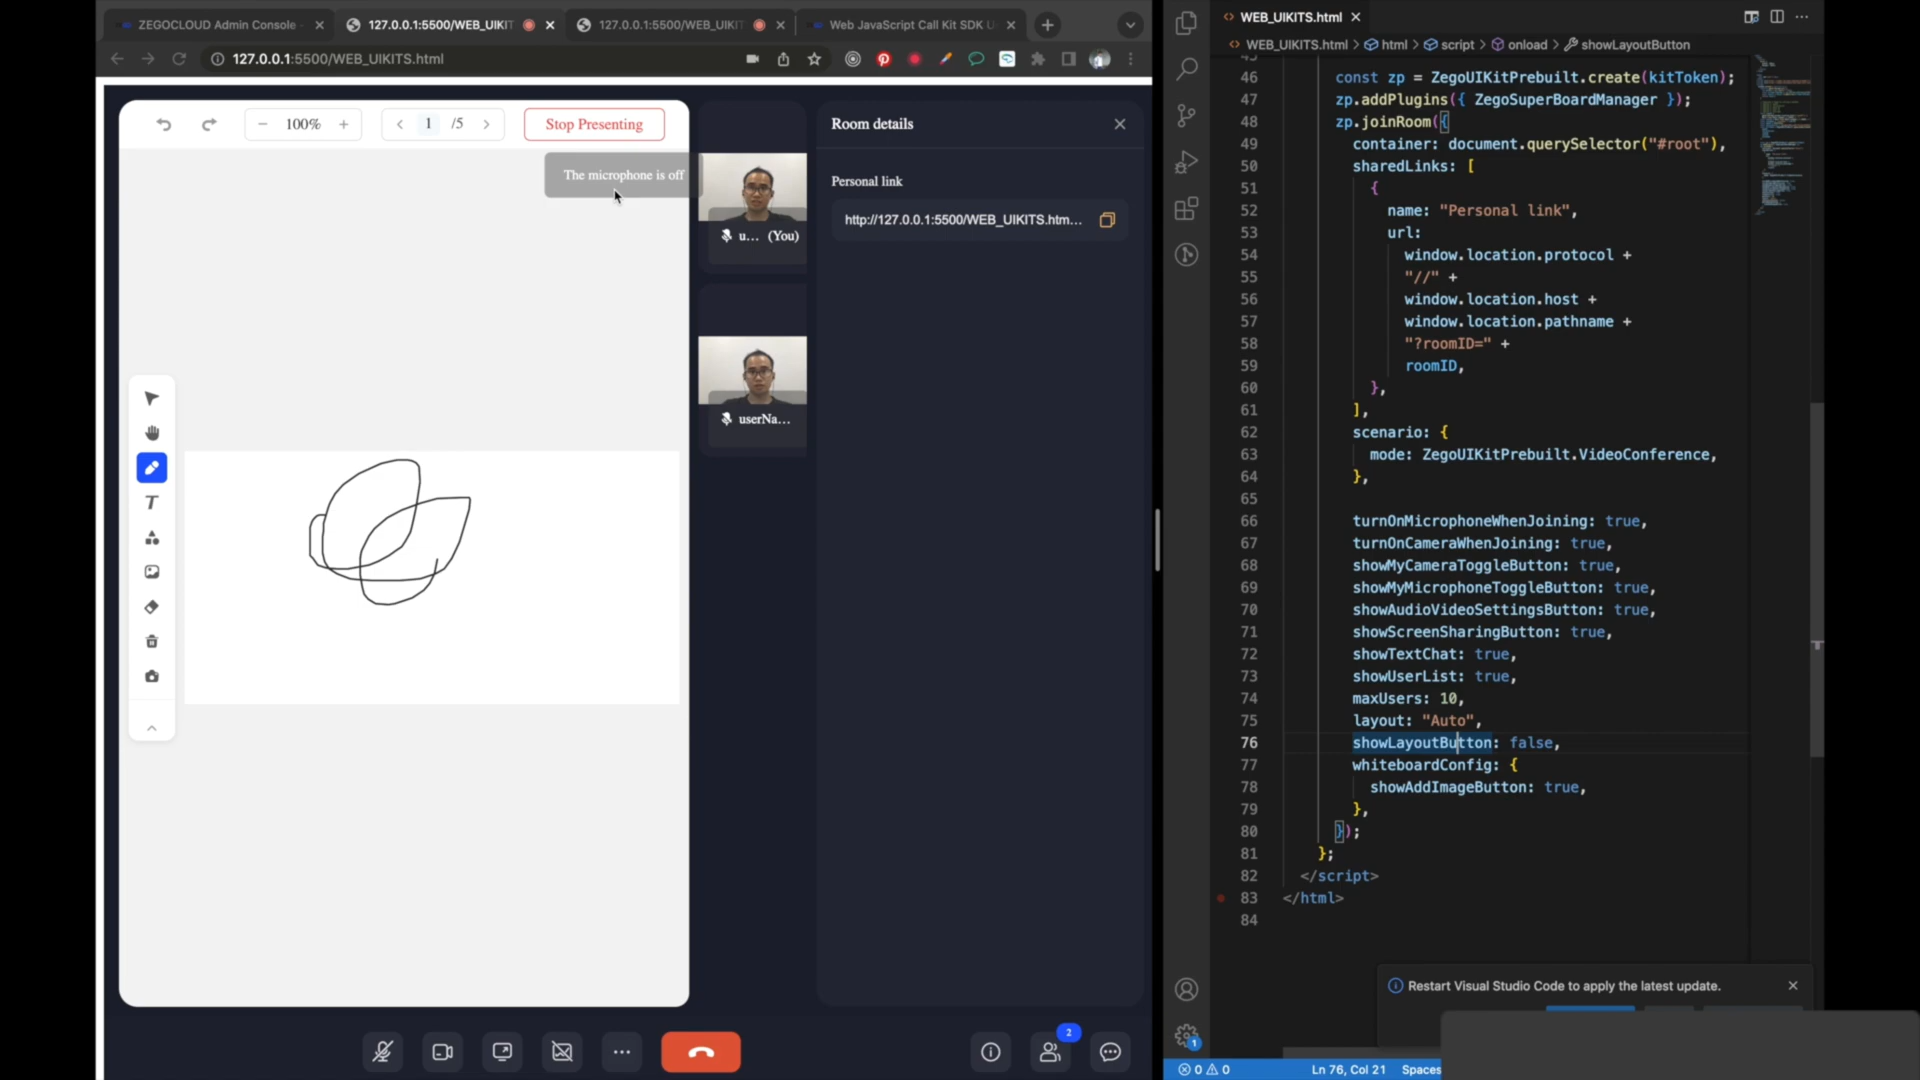 ZEGOCLOUD Admin Console
127.0.0.1:5500/WEB_UIKIT
127.0.0.1:5500/WEB_UIKIT
Web JavaScript Call Kit SDK U
127.0.0.1:5500/WEB_UIKITS.html
100%
1 /5
Stop Presenting
The microphone is off
u... (You)
userNa...
Room details
Personal link
http://127.0.0.1:5500/WEB_UIKITS.htm...
T
2
WEB_UIKITS.html
WEB_UIKITS.html > html > script > onload > showLayoutButton
45
46 const zp = ZegoUIKitPrebuilt.create(kitToken);
47 zp.addPlugins({ ZegoSuperBoardManager });
48 zp.joinRoom({
49 container: document.querySelector("#root"),
50 sharedLinks: [
51 {
52 name: "Personal link",
53 url:
54 window.location.protocol +
55 "//" +
56 window.location.host +
57 window.location.pathname +
58 "?roomID=" +
59 roomID,
60 },
61 ],
62 scenario: {
63 mode: ZegoUIKitPrebuilt.VideoConference,
64 },
65
66 turnOnMicrophoneWhenJoining: true,
67 turnOnCameraWhenJoining: true,
68 showMyCameraToggleButton: true,
69 showMyMicrophoneToggleButton: true,
70 showAudioVideoSettingsButton: true,
71 showScreenSharingButton: true,
72 showTextChat: true,
73 showUserList: true,
74 maxUsers: 10,
75 layout: "Auto",
76 showLayoutButton: false,
77 whiteboardConfig: {
78 showAddImageButton: true,
79 },
80 });
81 };
82 </script>
83 </html>
84
Restart Visual Studio Code to apply the latest update.
1
0 0
Ln 76, Col 21 Spaces